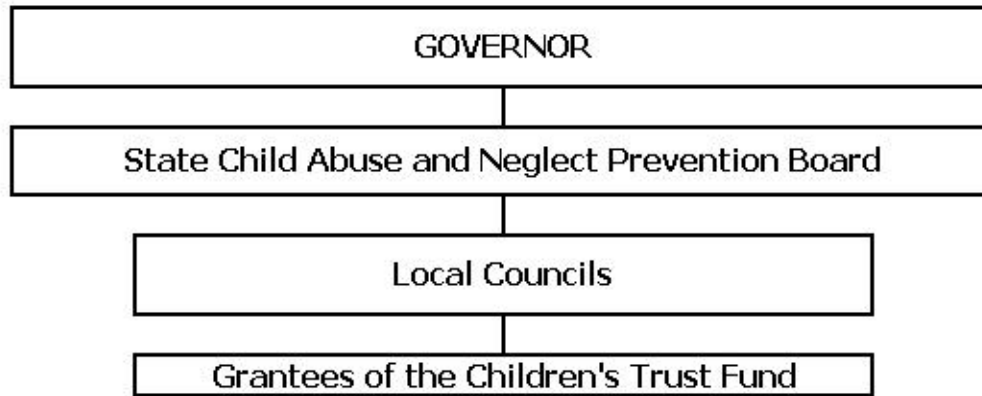 GOVERNOR
State Child Abuse and Neglect Prevention Board
Local Councils
Grantees of the Children's Trust Fund